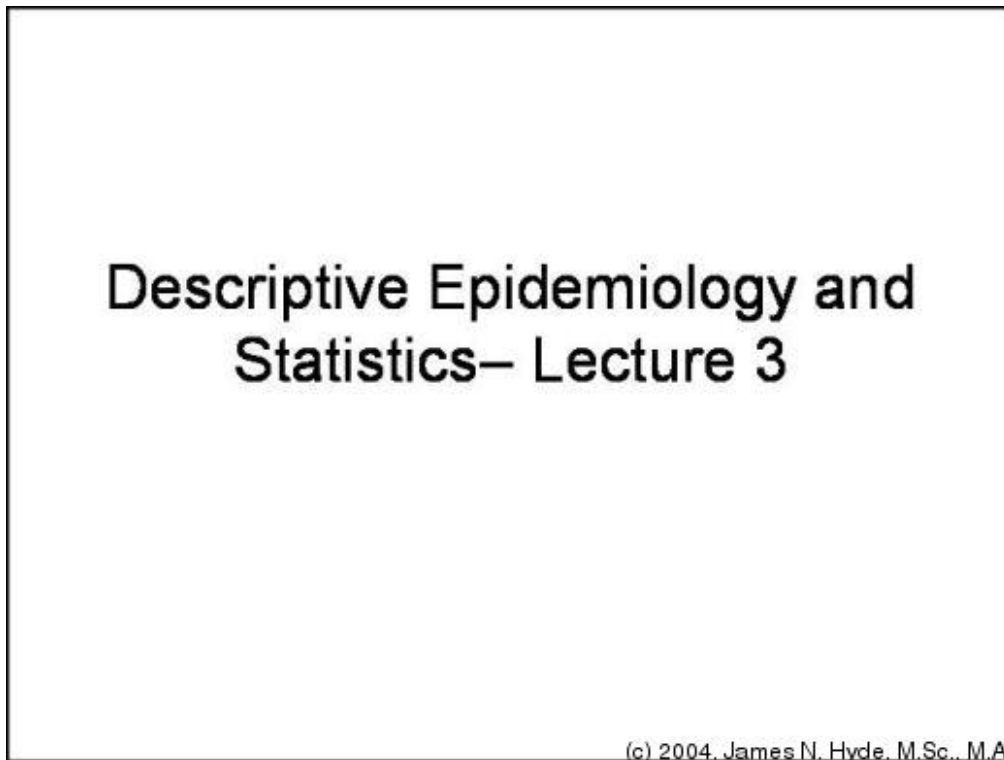 Descriptive Epidemiology and
Statistics– Lecture 3
(c) 2004, James N. Hyde, M.Sc., M.A